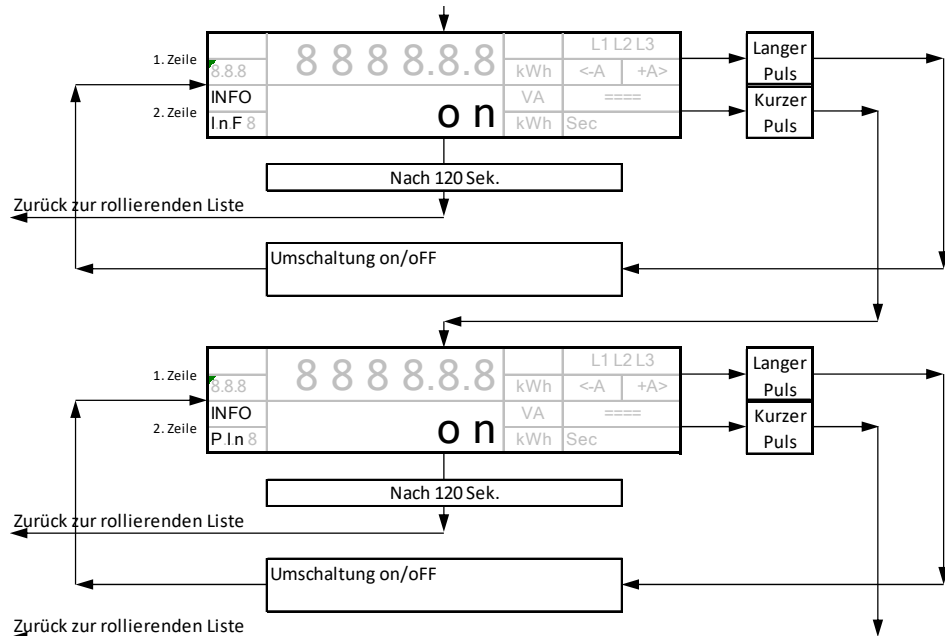 L1 L2 L3
1. Zeile
8 8 8 8.8.8
8.8.8
kWh
<-A
+A>
Langer
Puls
INFO
VA
====
2. Zeile
I.n F 8
o n
kWh
Sec
Kurzer
Puls
Nach 120 Sek.
Zurück zur rollierenden Liste
Umschaltung on/oFF
L1 L2 L3
1. Zeile
8 8 8 8.8.8
8.8.8
kWh
<-A
+A>
Langer
Puls
INFO
VA
====
2. Zeile
P.I n 8
o n
kWh
Sec
Kurzer
Puls
Nach 120 Sek.
Zurück zur rollierenden Liste
Umschaltung on/oFF
Zurück zur rollierenden Liste